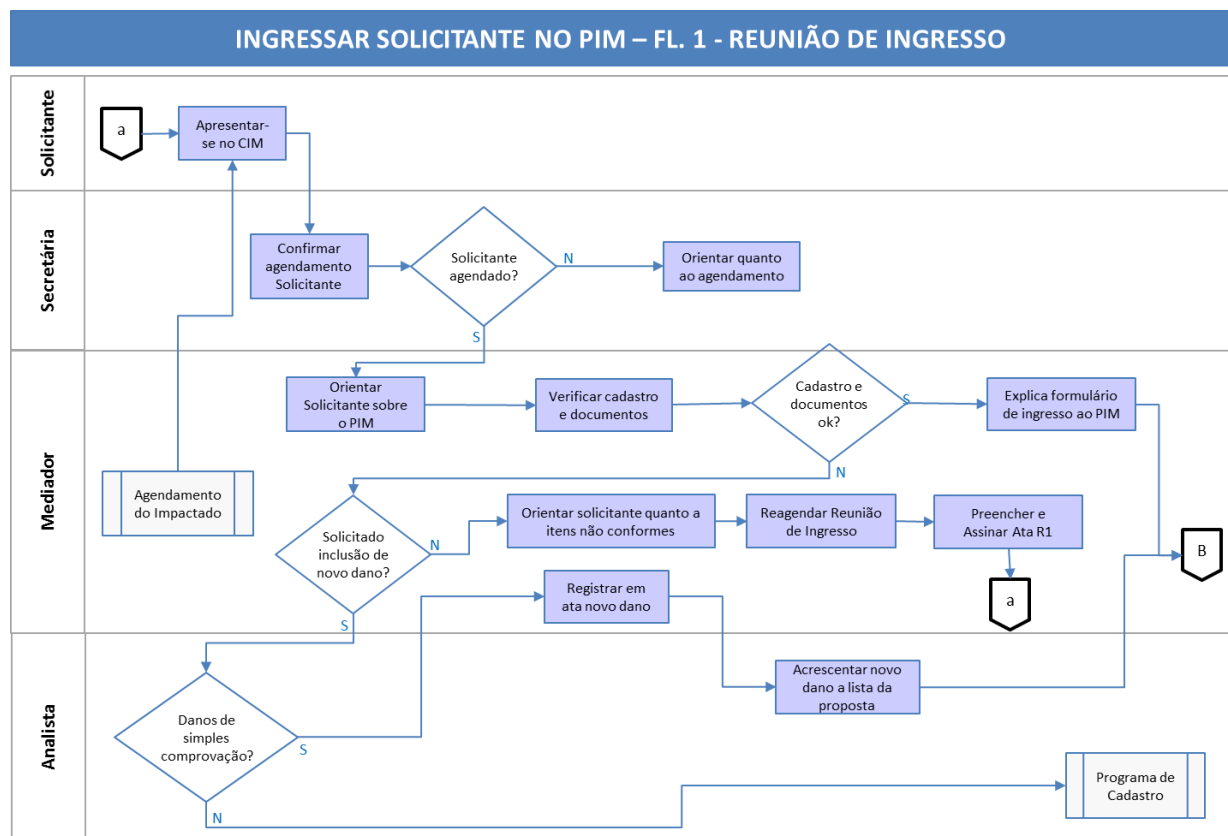 INGRESSAR SOLICITANTE NO PIM – FL. 1 - REUNIÃO DE INGRESSO
Solicitante
a
Apresentar-
se no CIM
Secretária
Confirmar
agendamento
Solicitante
Solicitante
agendado?
N
S
Orientar quanto
ao agendamento
Mediador
Orientar
Solicitante sobre
o PIM
Verificar cadastro
e documentos
Cadastro e
documentos
ok?
S
N
Explica formulário
de ingresso ao PIM
Agendamento
do Impactado
Solicitado
inclusão de
novo dano?
N
S
Orientar solicitante quanto a
itens não conformes
Reagendar Reunião
de Ingresso
Preencher e
Assinar Ata R1
B
a
Registrar em
ata novo dano
Analista
Danos de
simples
comprovação?
S
N
Acrescentar novo
dano a lista da
proposta
Programa de
Cadastro